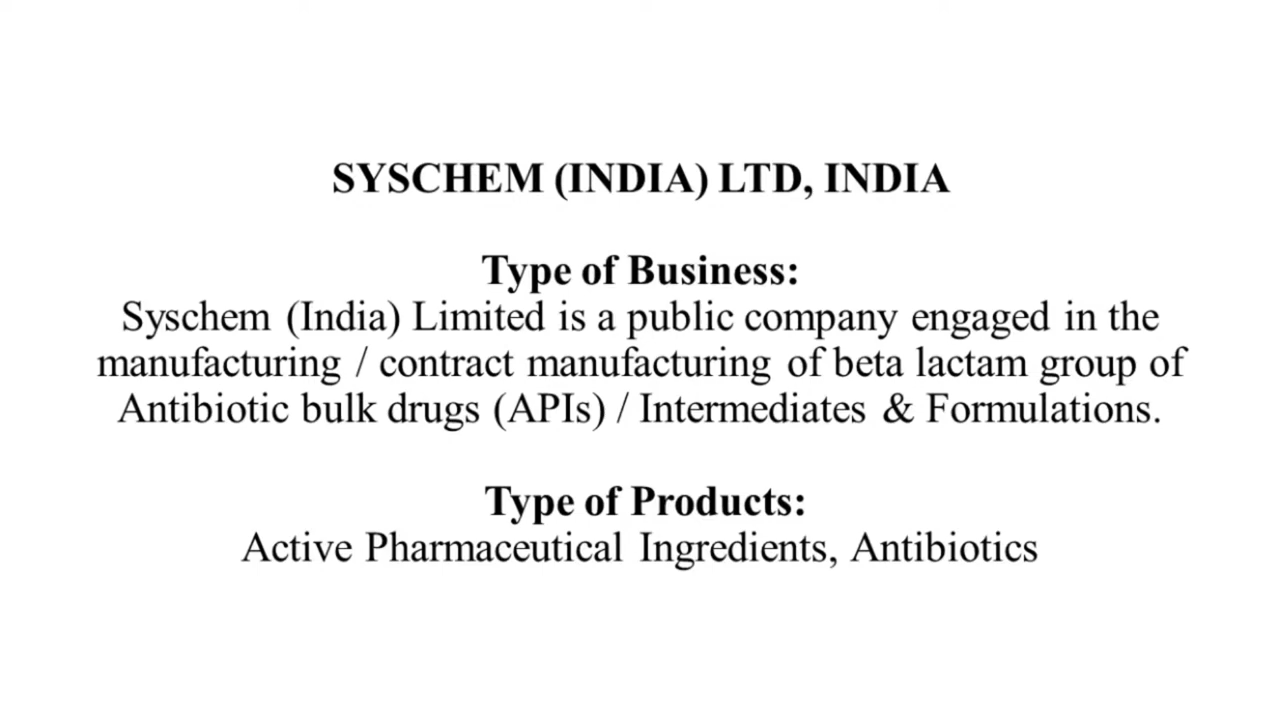 SYSCHEM (INDIA) LTD, INDIA
Type of Business:
Syschem (India) Limited is a public company engaged in the
manufacturing / contract manufacturing of beta lactam group of
Antibiotic bulk drugs (APIs) / Intermediates & Formulations.
Type of Products:
Active Pharmaceutical Ingredients, Antibiotics